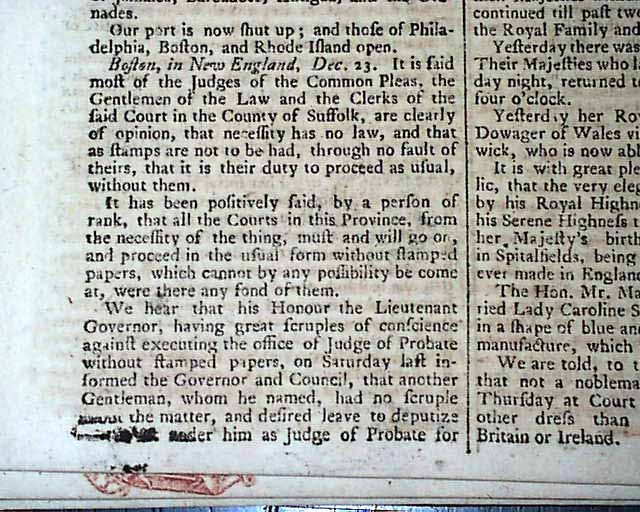 nades.
Our port is now shut up; and thoſe of Phila-
delphia, Boſton, and Rhode Iſland open.
Boſton, in New England, Dec. 23. It is ſaid
moſt of the Judges of the Common Pleas, the
Gentlemen of the Law and the Clerks of the
ſaid Court in the County of Suffolk, are clearly
of opinion, that neceſſity has no law, and that
as ſtamps are not to be had, through no fault of
theirs, that it is their duty to proceed as uſual,
without them.
It has been poſitively ſaid, by a perſon of
rank, that all the Courts in this Province, from
the neceſſity of the thing, muſt and will go on,
and proceed in the uſual form without ſtamped
papers, which cannot by any poſſibility be come
at, were there any fond of them.
We hear that his Honour the Lieutenant
Governor, having great ſcruples of conſcience
againſt executing the office of Judge of Probate
without ſtamped papers, on Saturday laſt in-
formed the Governor and Council, that another
Gentleman, whom he named, had no ſcruple
the matter, and deſired leave to deputize
under him as Judge of Probate for
continued till paſt two
the Royal Family and
Yeſterday there was
Their Majeſties who
day night, returned
four o'clock.
Yeſterday her
Dowager of Wales
wick, who is now
It is with great
lic, that the very
by his Royal
his Serene Highneſs
her Majeſty's
in Spitalfields, being
ever made in England
The Hon. Mr.
ried Lady Caroline
in a ſhape of blue
manufacture, which
We are told,
that not a
Thurſday at Court
other dreſs than
Britain or Ireland.